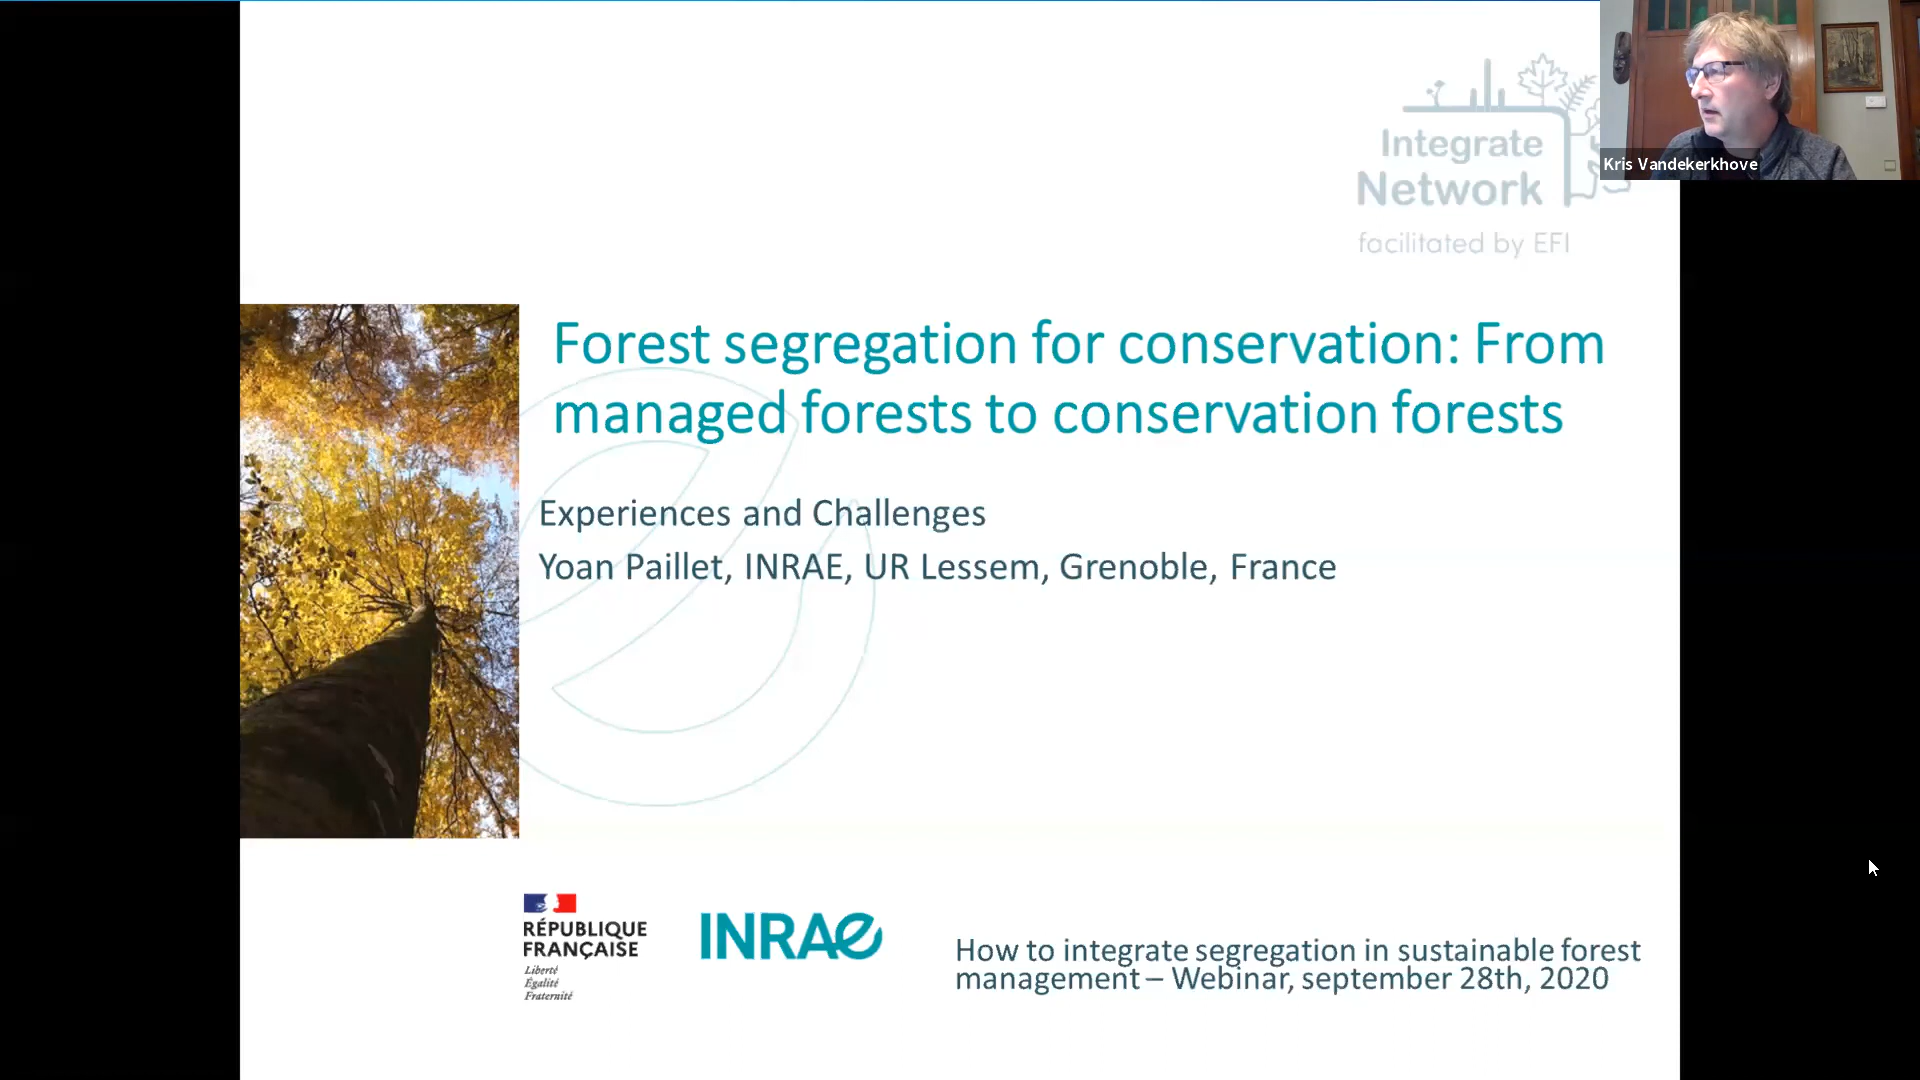 Integrate
Network
facilitated by EFI
Kris Vandekerkhove
Forest segregation for conservation: From
managed forests to conservation forests
Experiences and Challenges
Yoan Paillet, INRAE, UR Lessem, Grenoble, France
RÉPUBLIQUE
FRANÇAISE
Liberté
Égalité
Fraternité
INRAE
How to integrate segregation in sustainable forest
management – Webinar, september 28th, 2020